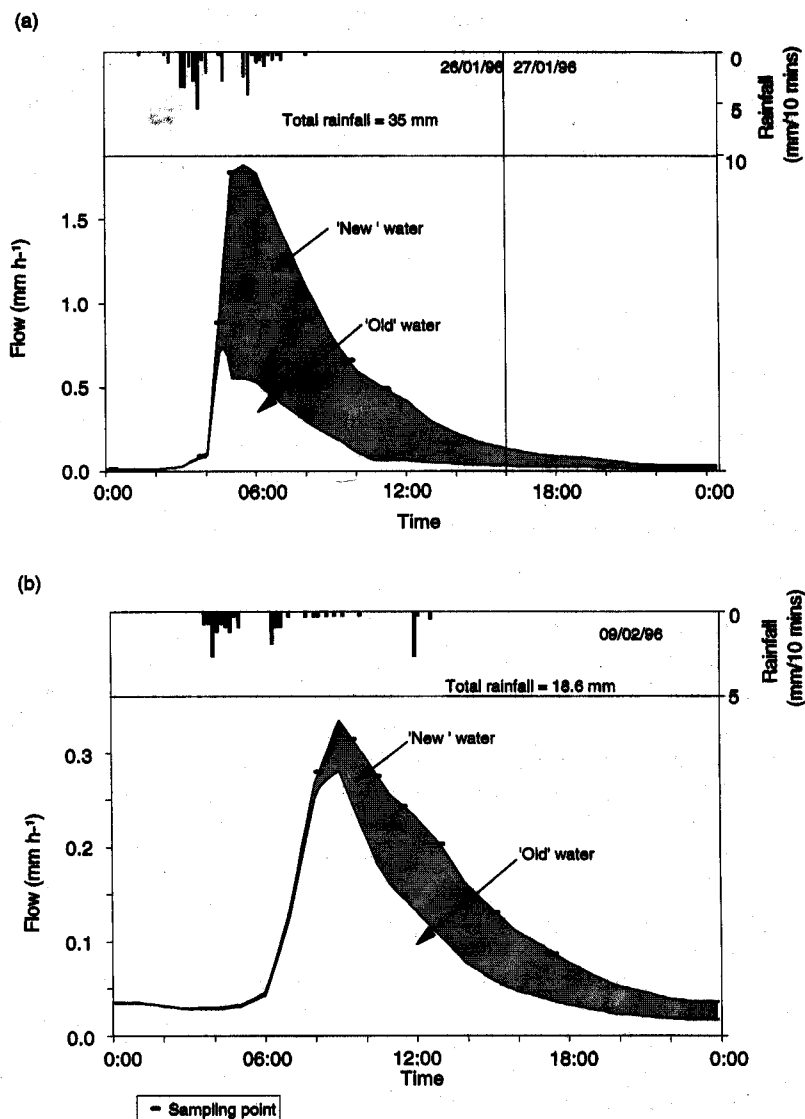 (a)
26/01/96 27/01/96
Total rainfall = 35 mm
0
5
10
Rainfall
(mm/10 mins)
'New ' water
'Old' water
Flow (mm h-¹)
1.5
1.0
0.5
0.0
0:00 06:00 12:00 18:00 0:00
Time
(b)
09/02/96
Total rainfall = 18.6 mm
0
5
Rainfall
(mm/10 mins)
'New ' water
'Old' water
Flow (mm h-¹)
0.3
0.2
0.1
0.0
0:00 06:00 12:00 18:00 0:00
Time
Sampling point